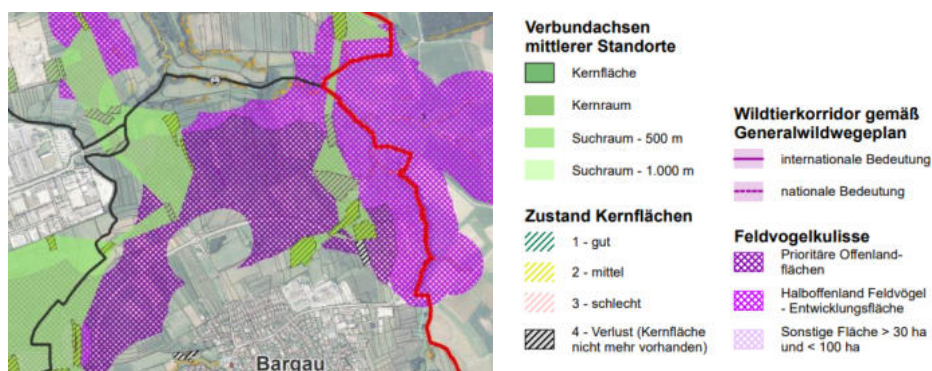 Bargau
Verbundachsen
mittlerer Standorte
Kernfläche
Kernraum
Suchraum - 500 m
Suchraum - 1.000 m
Zustand Kernflächen
1 - gut
2 - mittel
3 - schlecht
4 - Verlust (Kernfläche
nicht mehr vorhanden)
Wildtierkorridor gemäß
Generalwildwegeplan
internationale Bedeutung
nationale Bedeutung
Feldvogelkulisse
Prioritäre Offenland-
flächen
Halboffenland Feldvögel
- Entwicklungsfläche
Sonstige Fläche > 30 ha
und < 100 ha